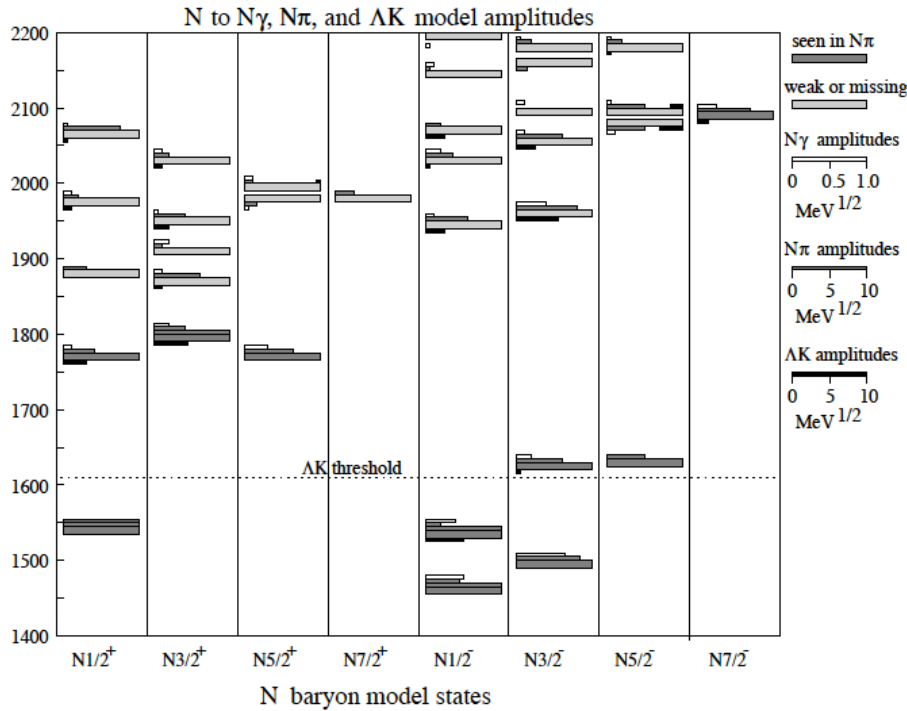 N to Nγ, Nπ, and ΛK model amplitudes
2200
2100
2000
1900
1800
1700
1600
1500
1400
ΛK threshold
N1/2+ N3/2+ N5/2+ N7/2+ N1/2- N3/2- N5/2- N7/2-
N baryon model states
seen in Nπ
weak or missing
Nγ amplitudes
0 0.5 1.0
MeV1/2
Nπ amplitudes
0 5 10
MeV1/2
ΛK amplitudes
0 5 10
MeV1/2